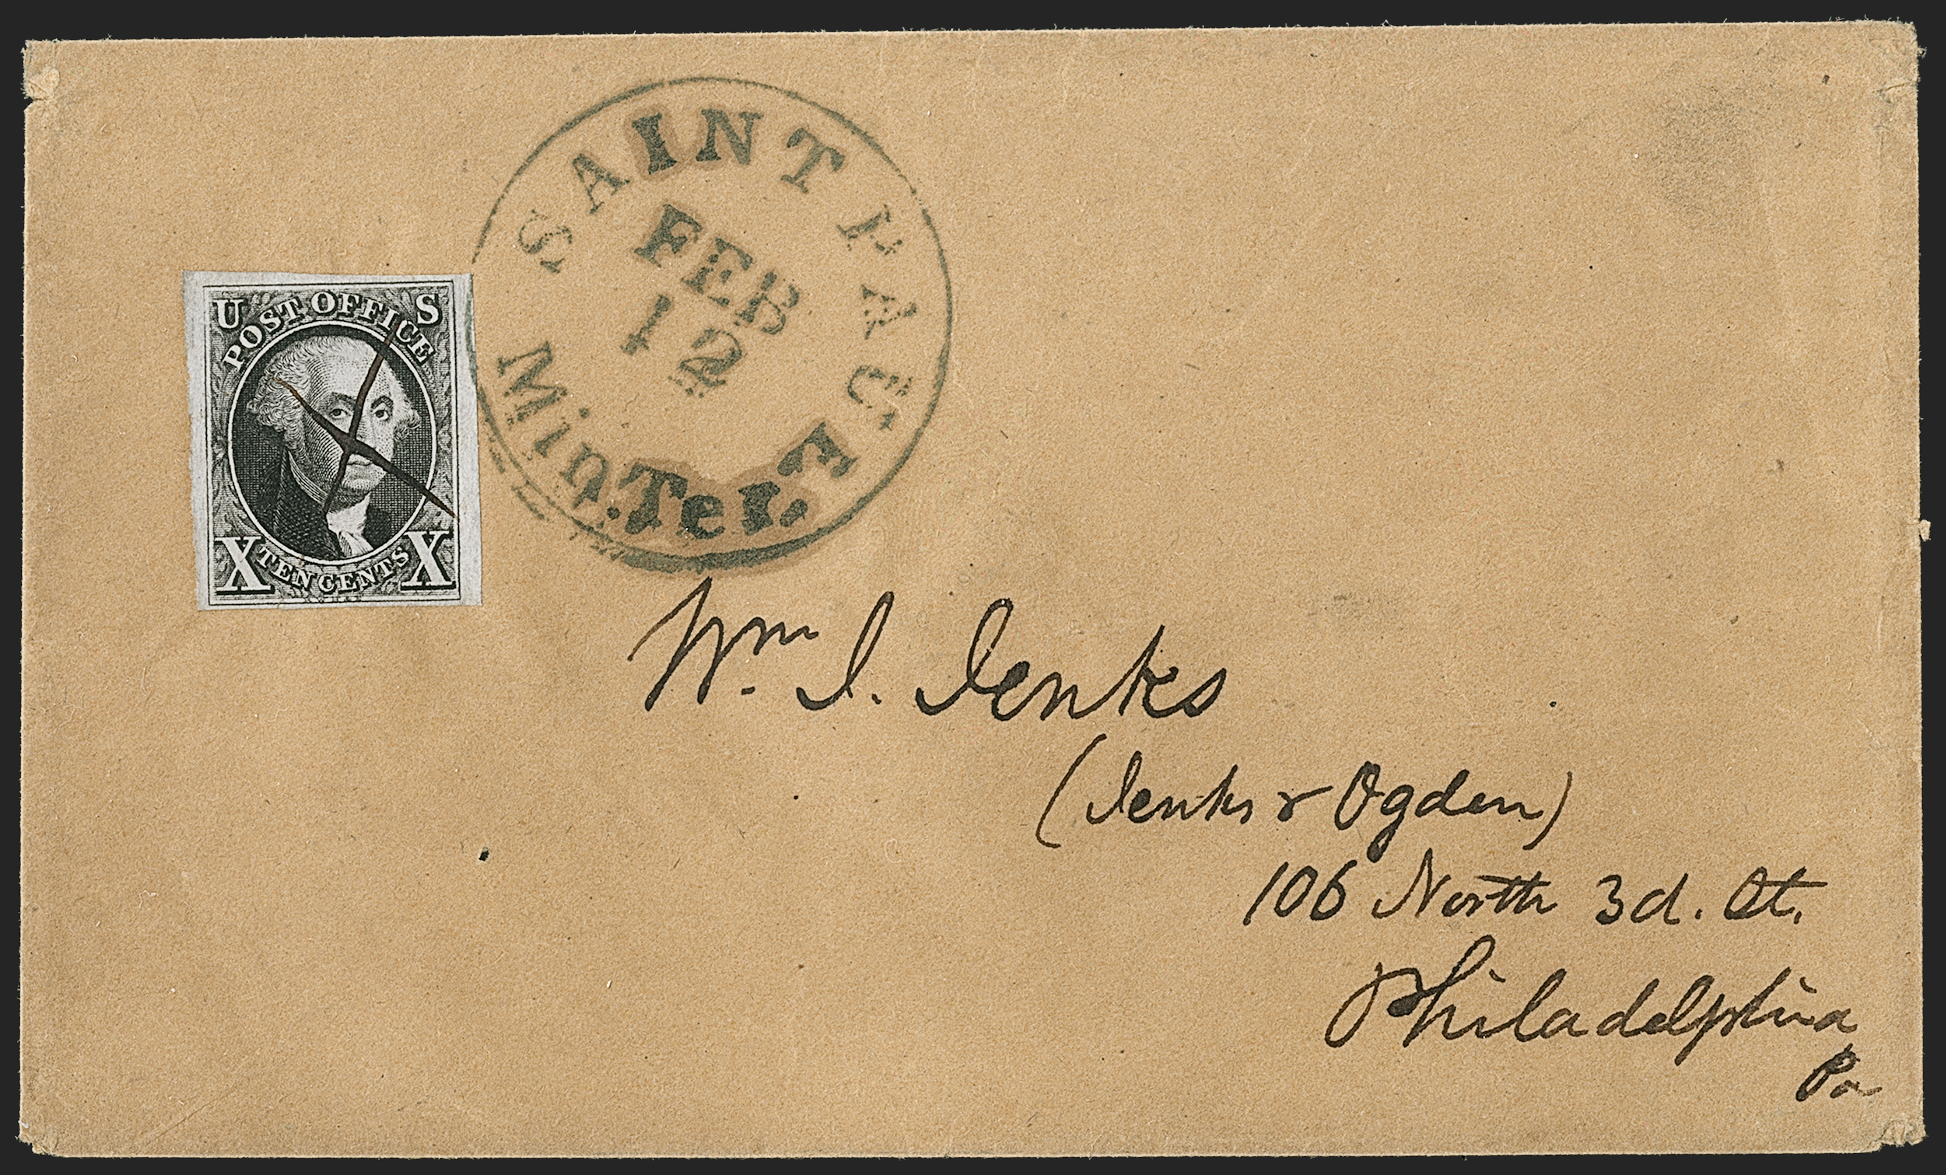 SAINT PAUL
FEB
12
Min. Ter.
U S
POST OFFICE
X TEN CENTS X
Wm. I. Jenks
(Jenks & Ogden)
106 North 3d. St.
Philadelphia
Pa